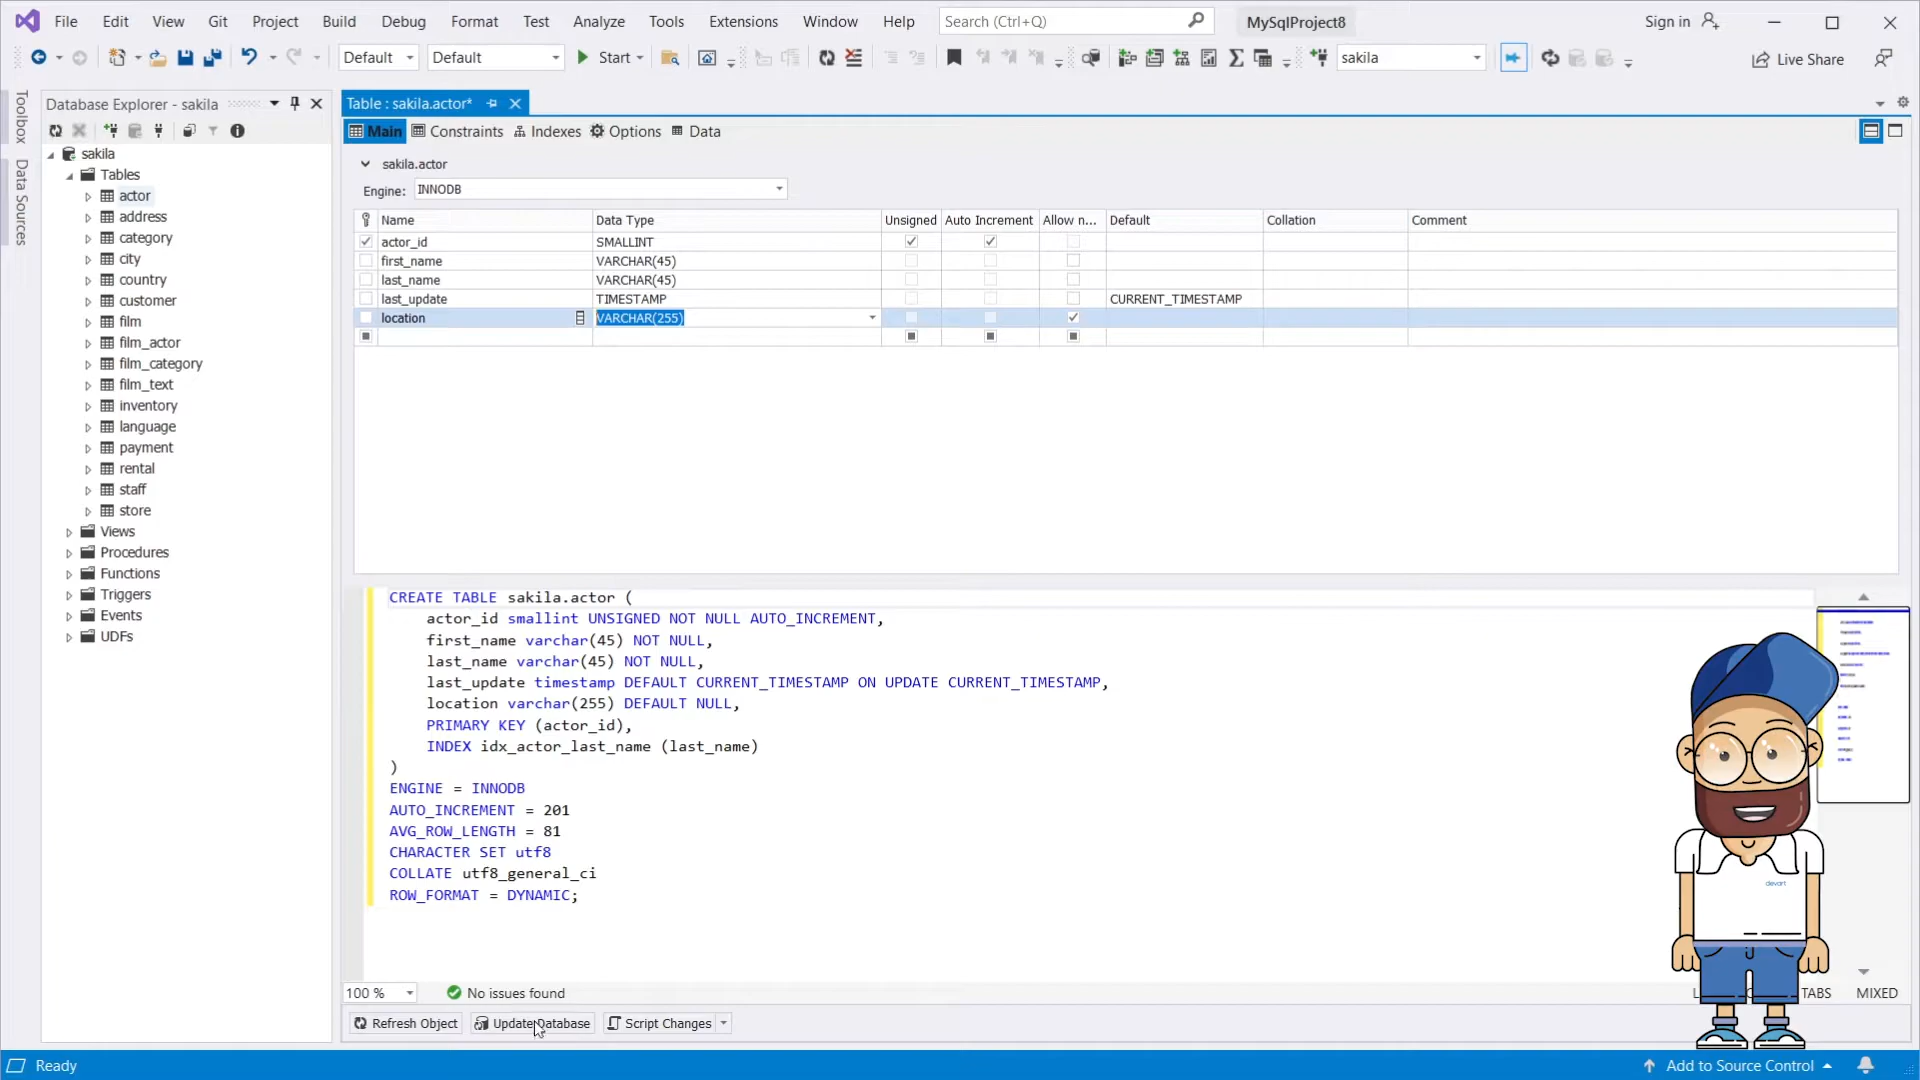 File Edit View Git Project Build Debug Format Test Analyze Tools Extensions Window Help Search (Ctrl+Q) MySqlProject8 Sign in
Default Default Start sakila Live Share
Toolbox
Data Sources
Database Explorer - sakila
sakila
Tables
actor
address
category
city
country
customer
film
film_actor
film_category
film_text
inventory
language
payment
rental
staff
store
Views
Procedures
Functions
Triggers
Events
UDFs
Table : sakila.actor*
Main Constraints Indexes Options Data
sakila.actor
Engine: INNODB
Name Data Type Unsigned Auto Increment Allow n... Default Collation Comment
actor_id SMALLINT
first_name VARCHAR(45)
last_name VARCHAR(45)
last_update TIMESTAMP CURRENT_TIMESTAMP
location VARCHAR(255)
CREATE TABLE sakila.actor (
actor_id smallint UNSIGNED NOT NULL AUTO_INCREMENT,
first_name varchar(45) NOT NULL,
last_name varchar(45) NOT NULL,
last_update timestamp DEFAULT CURRENT_TIMESTAMP ON UPDATE CURRENT_TIMESTAMP,
location varchar(255) DEFAULT NULL,
PRIMARY KEY (actor_id),
INDEX idx_actor_last_name (last_name)
)
ENGINE = INNODB
AUTO_INCREMENT = 201
AVG_ROW_LENGTH = 81
CHARACTER SET utf8
COLLATE utf8_general_ci
ROW_FORMAT = DYNAMIC;
devart
100 % No issues found TABS MIXED
Refresh Object Update Database Script Changes
Ready Add to Source Control